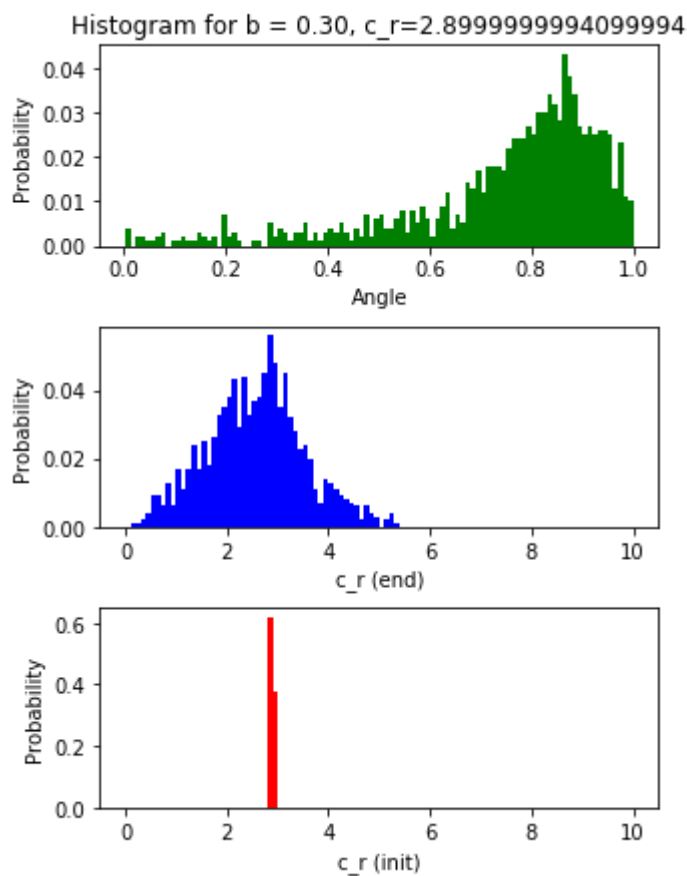 Histogram for b = 0.30, c_r=2.8999999994099994
0.04
0.03
0.02
0.01
0.00
Probability
0.0 0.2 0.4 0.6 0.8 1.0
Angle
0.04
0.02
0.00
Probability
0 2 4 6 8 10
c_r (end)
0.6
0.4
0.2
0.0
Probability
0 2 4 6 8 10
c_r (init)